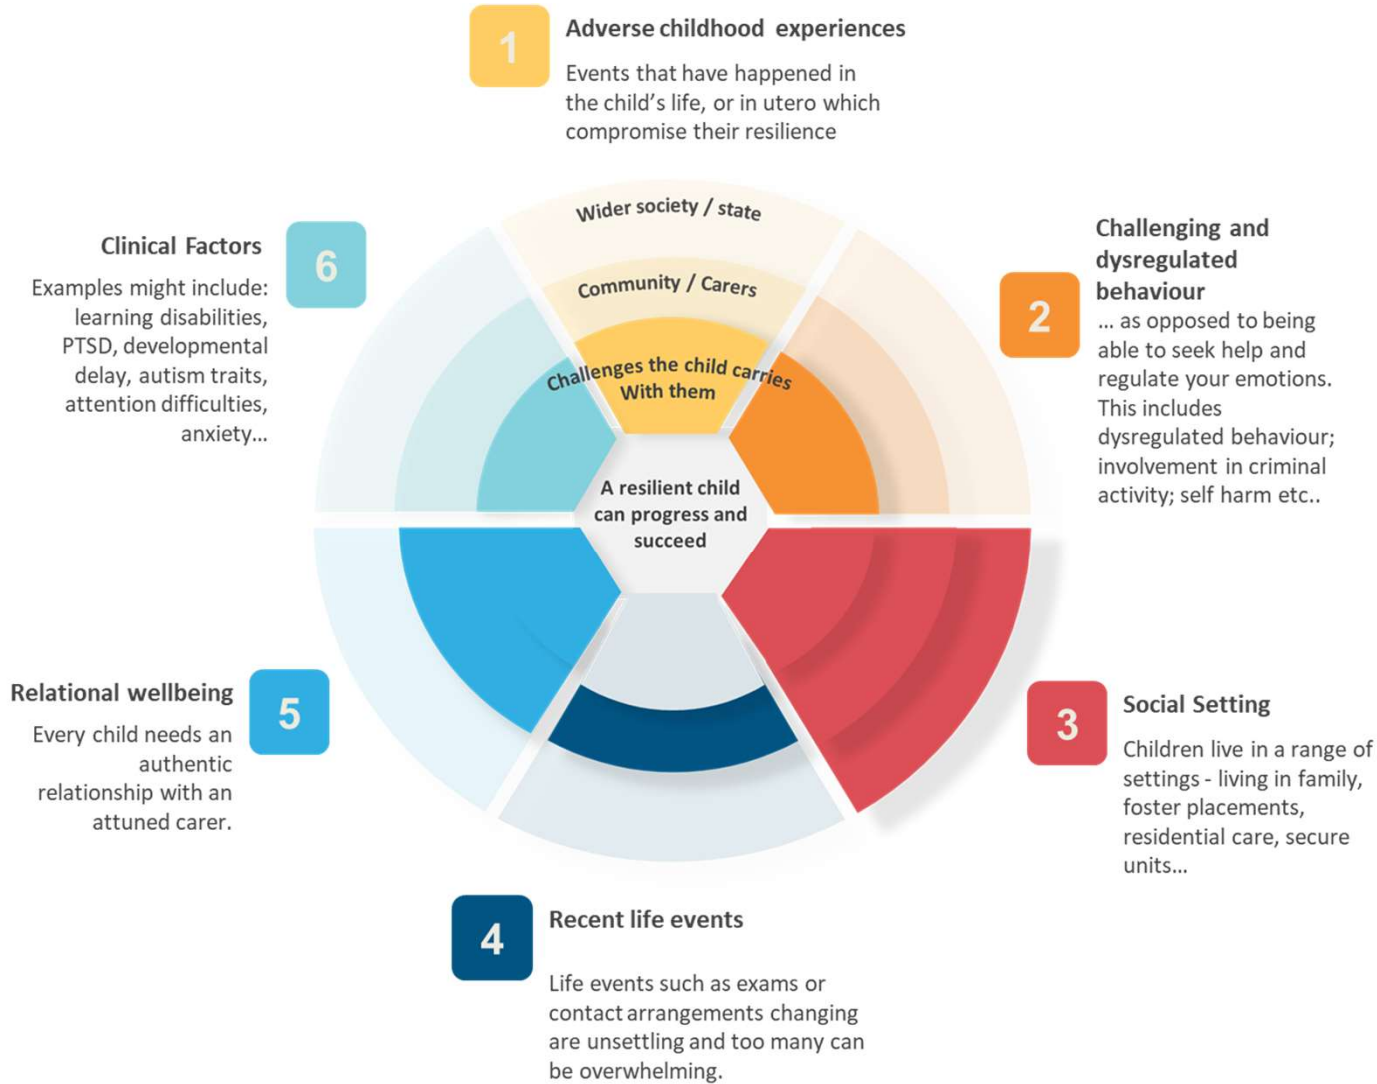 1
Adverse childhood experiences
Events that have happened in
the child's life, or in utero which
compromise their resilience
Wider society / state
Community / Carers
Challenges the child carries
With them
A resilient child
can progress and
succeed
2
Challenging and
dysregulated
behaviour
... as opposed to being
able to seek help and
regulate your emotions.
This includes
dysregulated behaviour;
involvement in criminal
activity; self harm etc..
3
Social Setting
Children live in a range of
settings - living in family,
foster placements,
residential care, secure
units...
4
Recent life events
Life events such as exams or
contact arrangements changing
are unsettling and too many can
be overwhelming.
5
Relational wellbeing
Every child needs an
authentic
relationship with an
attuned carer.
6
Clinical Factors
Examples might include:
learning disabilities,
PTSD, developmental
delay, autism traits,
attention difficulties,
anxiety...